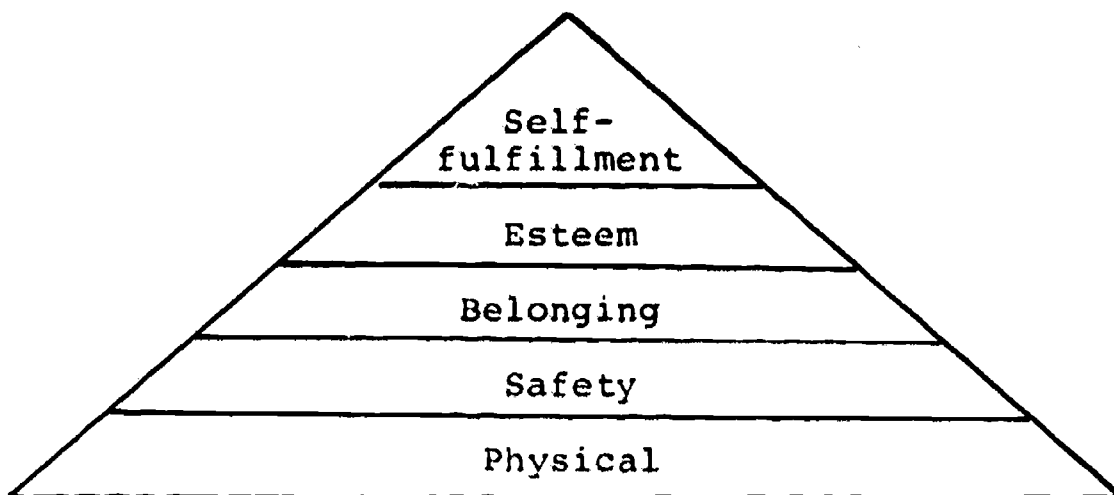 Self-
fulfillment
Esteem
Belonging
Safety
Physical